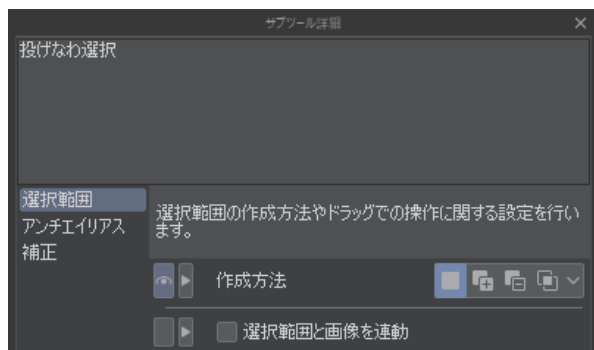 サブツール詳細
投げなわ選択
選択範囲
アンチエイリアス
補正
選択範囲の作成方法やドラッグでの操作に関する設定を行い
ます。
作成方法
選択範囲と画像を連動